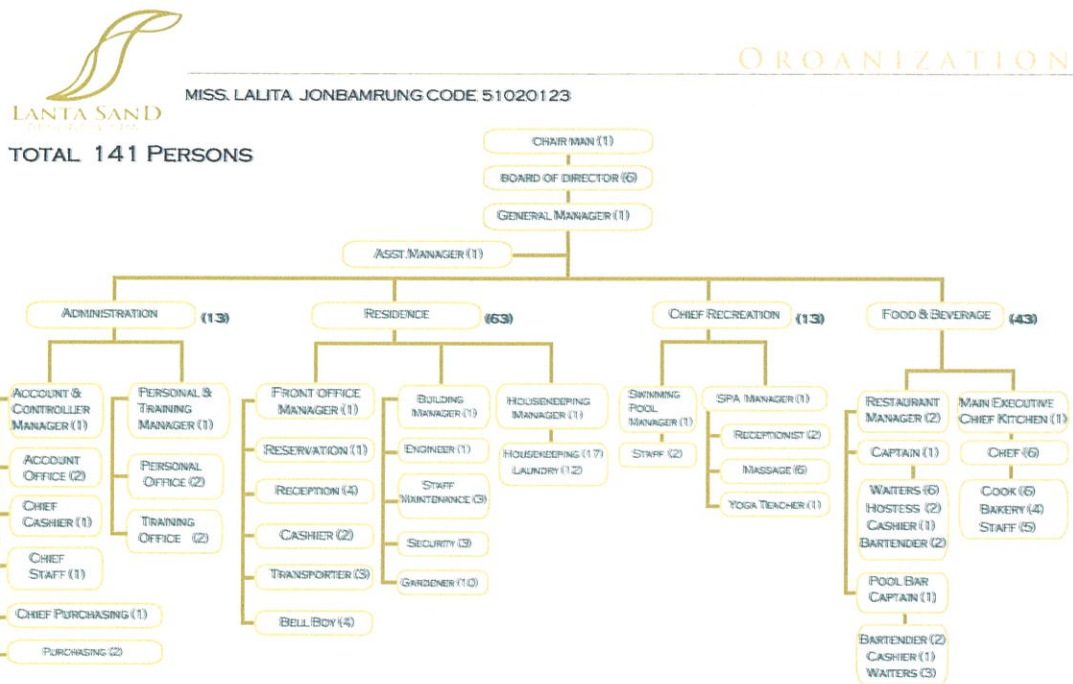 OROANIZATION
LANTA SAND
MISS. LALITA JONBAMRUNG CODE 51020123
TOTAL 141 PERSONS
CHAIR MAN (1)
BOARD OF DIRECTOR (6)
GENERAL MANAGER (1)
ASST. MANAGER (1)
ADMINISTRATION (13)
RESIDENCE (63)
CHIEF RECREATION (13)
FOOD & BEVERAGE (43)
ACCOUNT &
CONTROLLER
MANAGER (1)
ACCOUNT
OFFICE (2)
CHIEF
CASHIER (1)
CHIEF
STAFF (1)
CHIEF PURCHASING (1)
PURCHASING (2)
PERSONAL &
TRAINING
MANAGER (1)
PERSONAL
OFFICE (2)
TRAINING
OFFICE (2)
FRONT OFFICE
MANAGER (1)
RESERVATION (1)
RECEPTION (4)
CASHIER (2)
TRANSPORTER (3)
BELL BOY (4)
BUILDING
MANAGER (1)
ENGINEER (1)
STAFF
MAINTENANCE (3)
SECURITY (3)
GARDENER (10)
HOUSEKEEPING
MANAGER (1)
HOUSEKEEPING (17)
LAUNDRY (12)
SWIMMING
POOL
MANAGER (1)
STAFF (2)
SPA MANAGER (1)
RECEPTIONIST (2)
MASSAGE (6)
YOGA TEACHER (1)
RESTAURANT
MANAGER (2)
CAPTAIN (1)
WAITERS (6)
HOSTESS (2)
CASHIER (1)
BARTENDER (2)
POOL BAR
CAPTAIN (1)
BARTENDER (2)
CASHIER (1)
WAITERS (3)
MAIN EXECUTIVE
CHIEF KITCHEN (1)
CHEF (6)
COOK (6)
BAKERY (4)
STAFF (5)